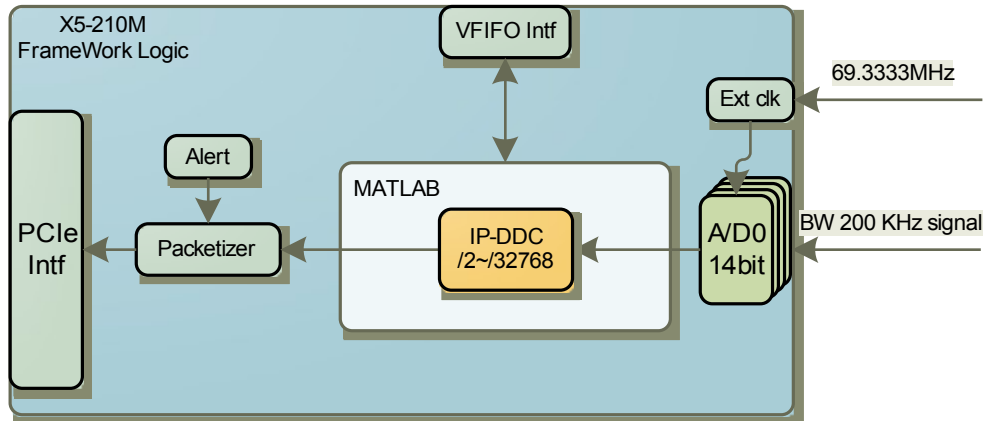 X5-210M
FrameWork Logic
VFIFO Intf
69.3333MHz
Ext clk
Alert
MATLAB
PCIe
Intf
Packetizer
IP-DDC
/2~/32768
A/D0
14bit
BW 200 KHz signal